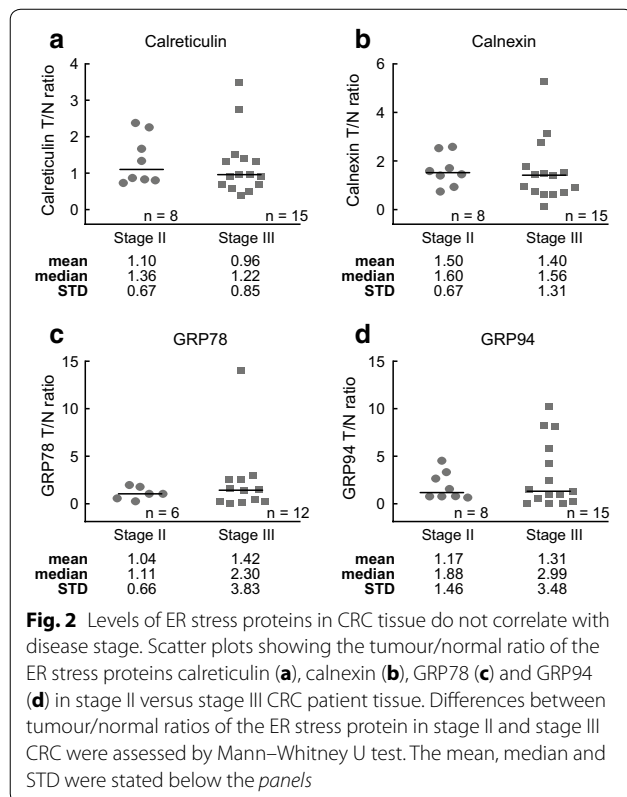 a Calreticulin
Calreticulin T/N ratio
4
3
2
1
0
n = 8 n = 15
Stage II Stage III
mean 1.10 0.96
median 1.36 1.22
STD 0.67 0.85
b Calnexin
Calnexin T/N ratio
6
4
2
0
n = 8 n = 15
Stage II Stage III
mean 1.50 1.40
median 1.60 1.56
STD 0.67 1.31
c GRP78
GRP78 T/N ratio
15
10
5
0
n = 6 n = 12
Stage II Stage III
mean 1.04 1.42
median 1.11 2.30
STD 0.66 3.83
d GRP94
GRP94 T/N ratio
15
10
5
0
n = 8 n = 15
Stage II Stage III
mean 1.17 1.31
median 1.88 2.99
STD 1.46 3.48
Fig. 2 Levels of ER stress proteins in CRC tissue do not correlate with
disease stage. Scatter plots showing the tumour/normal ratio of the
ER stress proteins calreticulin (a), calnexin (b), GRP78 (c) and GRP94
(d) in stage II versus stage III CRC patient tissue. Differences between
tumour/normal ratios of the ER stress protein in stage II and stage III
CRC were assessed by Mann–Whitney U test. The mean, median and
STD were stated below the panels